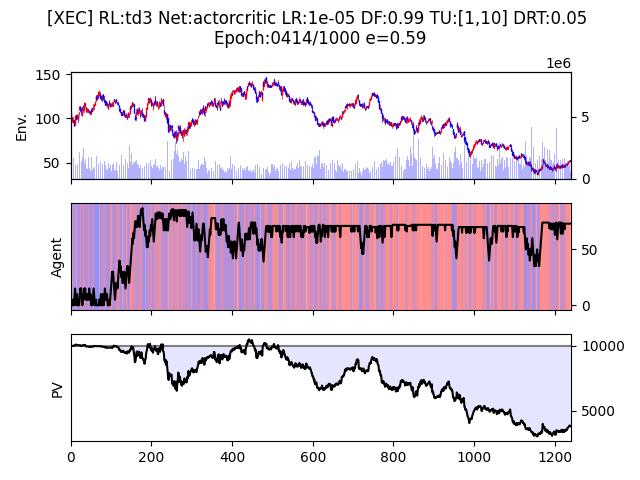 [XEC] RL:td3 Net:actorcritic LR:1e-05 DF:0.99 TU:[1,10] DRT:0.05
Epoch:0414/1000 e=0.59
1e6
150
100
50
Env.
5
0
Agent
50
0
PV
10000
5000
0 200 400 600 800 1000 1200